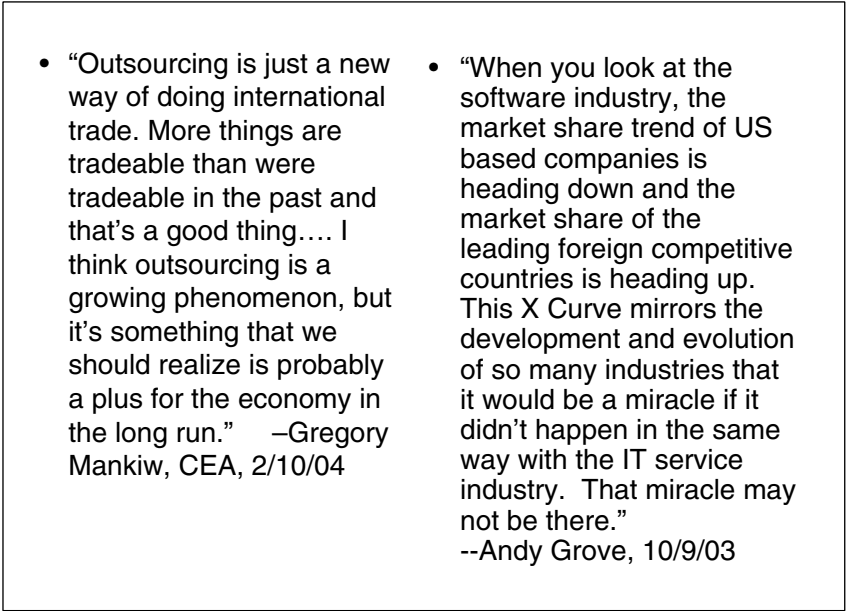 • “Outsourcing is just a new
way of doing international
trade. More things are
tradeable than were
tradeable in the past and
that’s a good thing…. I
think outsourcing is a
growing phenomenon, but
it’s something that we
should realize is probably
a plus for the economy in
the long run.”     –Gregory
Mankiw, CEA, 2/10/04
• “When you look at the
software industry, the
market share trend of US
based companies is
heading down and the
market share of the
leading foreign competitive
countries is heading up.
This X Curve mirrors the
development and evolution
of so many industries that
it would be a miracle if it
didn’t happen in the same
way with the IT service
industry.  That miracle may
not be there.”
--Andy Grove, 10/9/03